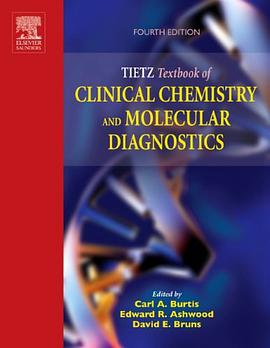 FOURTH EDITION
ELSEVIER
SAUNDERS
TIETZ Textbook of
CLINICAL CHEMISTRY
AND MOLECULAR
DIAGNOSTICS
Edited by
Carl A. Burtis
Edward R. Ashwood
David E. Bruns